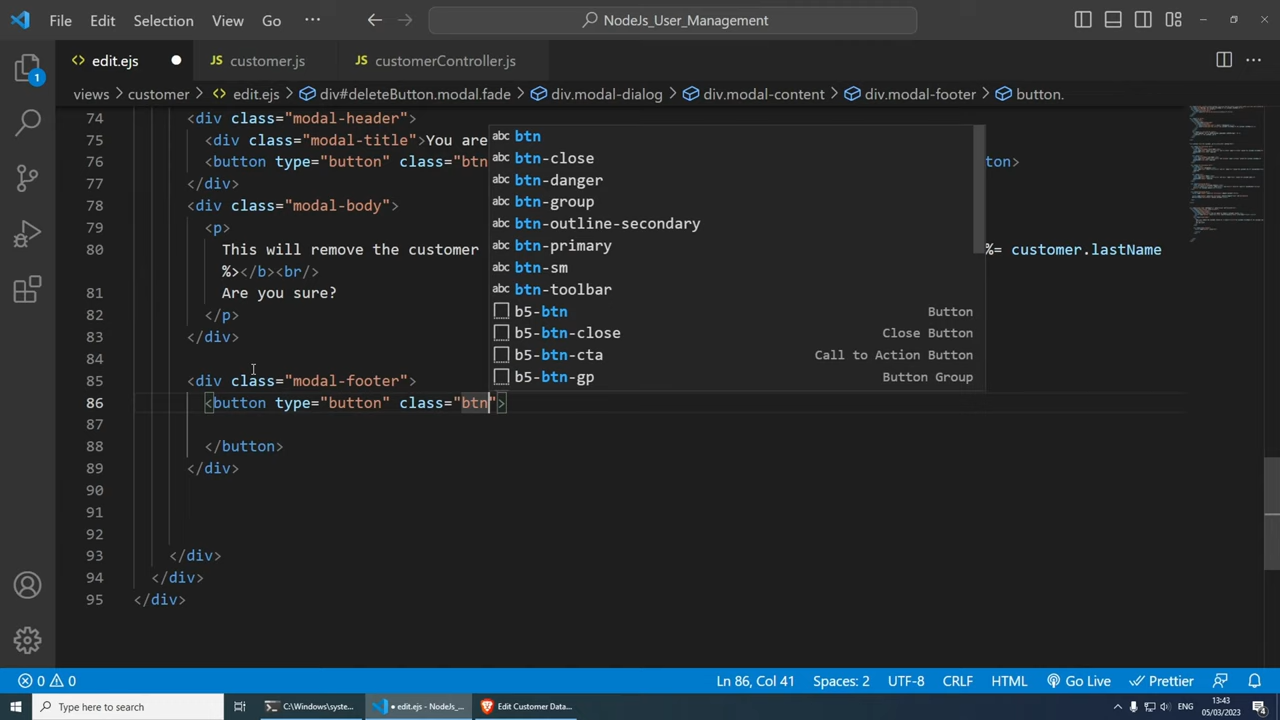 File Edit Selection View Go ··· NodeJs_User_Management
<> edit.ejs JS customer.js JS customerController.js
1
views > customer > <> edit.ejs > div#deleteButton.modal.fade > div.modal-dialog > div.modal-content > div.modal-footer > button.
74 <div class="modal-header">
75 <div class="modal-title">You are
76 <button type="button" class="btn on>
77 </div>
78 <div class="modal-body">
79 <p>
80 This will remove the customer %= customer.lastName
%></b><br/>
81 Are you sure?
82 </p>
83 </div>
84
85 <div class="modal-footer">
86 <button type="button" class="btn">
87
88 </button>
89 </div>
90
91
92
93 </div>
94 </div>
95 </div>
abc btn
abc btn-close
abc btn-danger
abc btn-group
abc btn-outline-secondary
abc btn-primary
abc btn-sm
abc btn-toolbar
b5-btn Button
b5-btn-close Close Button
b5-btn-cta Call to Action Button
b5-btn-gp Button Group
0 0 Ln 86, Col 41 Spaces: 2 UTF-8 CRLF HTML Go Live Prettier
Type here to search C:\Windows\syste... • edit.ejs - NodeJs_... Edit Customer Data... ENG 13:43
05/03/2023 4